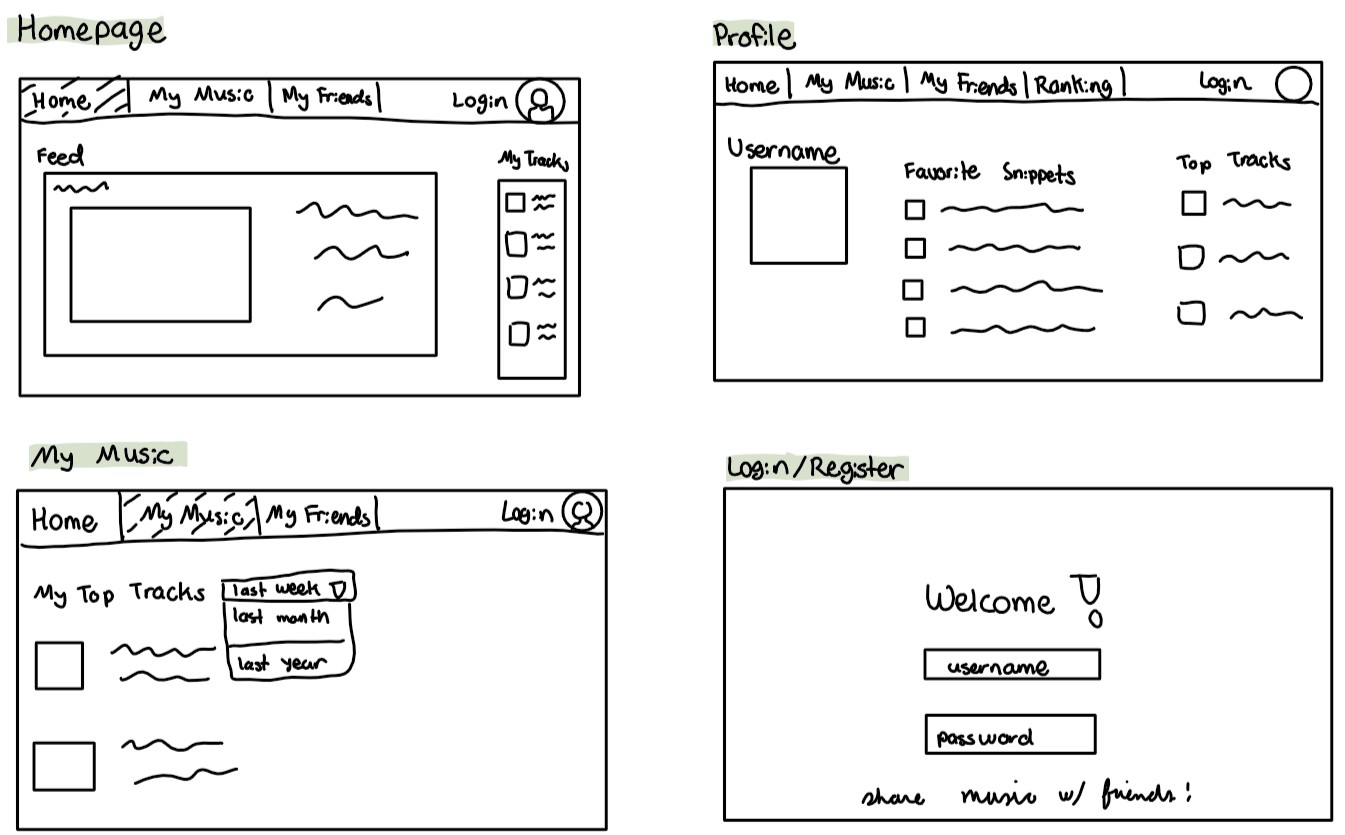 Homepage
Home My Music My Friends Login
Feed
My Tracks
Profile
Home My Music My Frends Ranking Login
Username
Favorite Snippets
Top Tracks
My Music
Home My Music My Friends Login
My Top Tracks
last week
last month
last year
Login/Register
Welcome !
username
password
share music w/ friends!